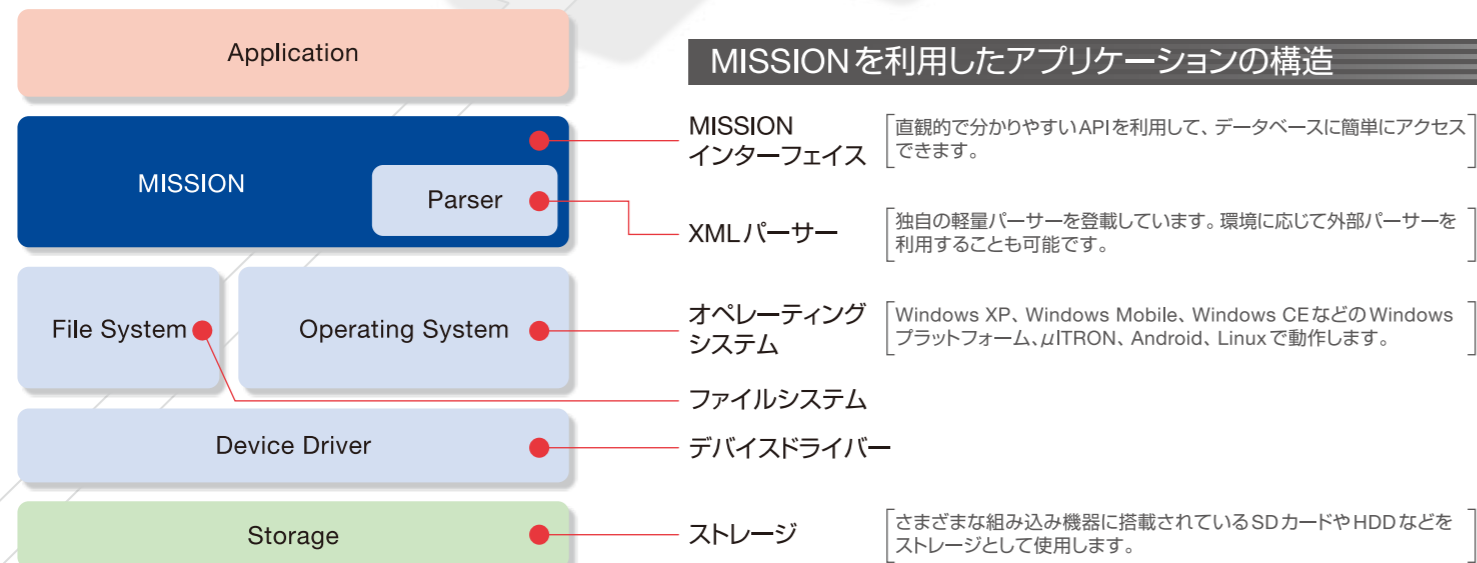 Application
MISSION
Parser
File System
Operating System
Device Driver
Storage
MISSIONを利用したアプリケーションの構造
MISSION
インターフェイス
直観的で分かりやすいAPIを利用して、データベースに簡単にアクセス
できます。
XMLパーサー
独自の軽量パーサーを登載しています。環境に応じて外部パーサーを
利用することも可能です。
オペレーティング
システム
Windows XP、Windows Mobile、Windows CEなどのWindows
プラットフォーム、μITRON、Android、Linuxで動作します。
ファイルシステム
デバイスドライバー
ストレージ
さまざまな組み込み機器に搭載されているSDカードやHDDなどを
ストレージとして使用します。